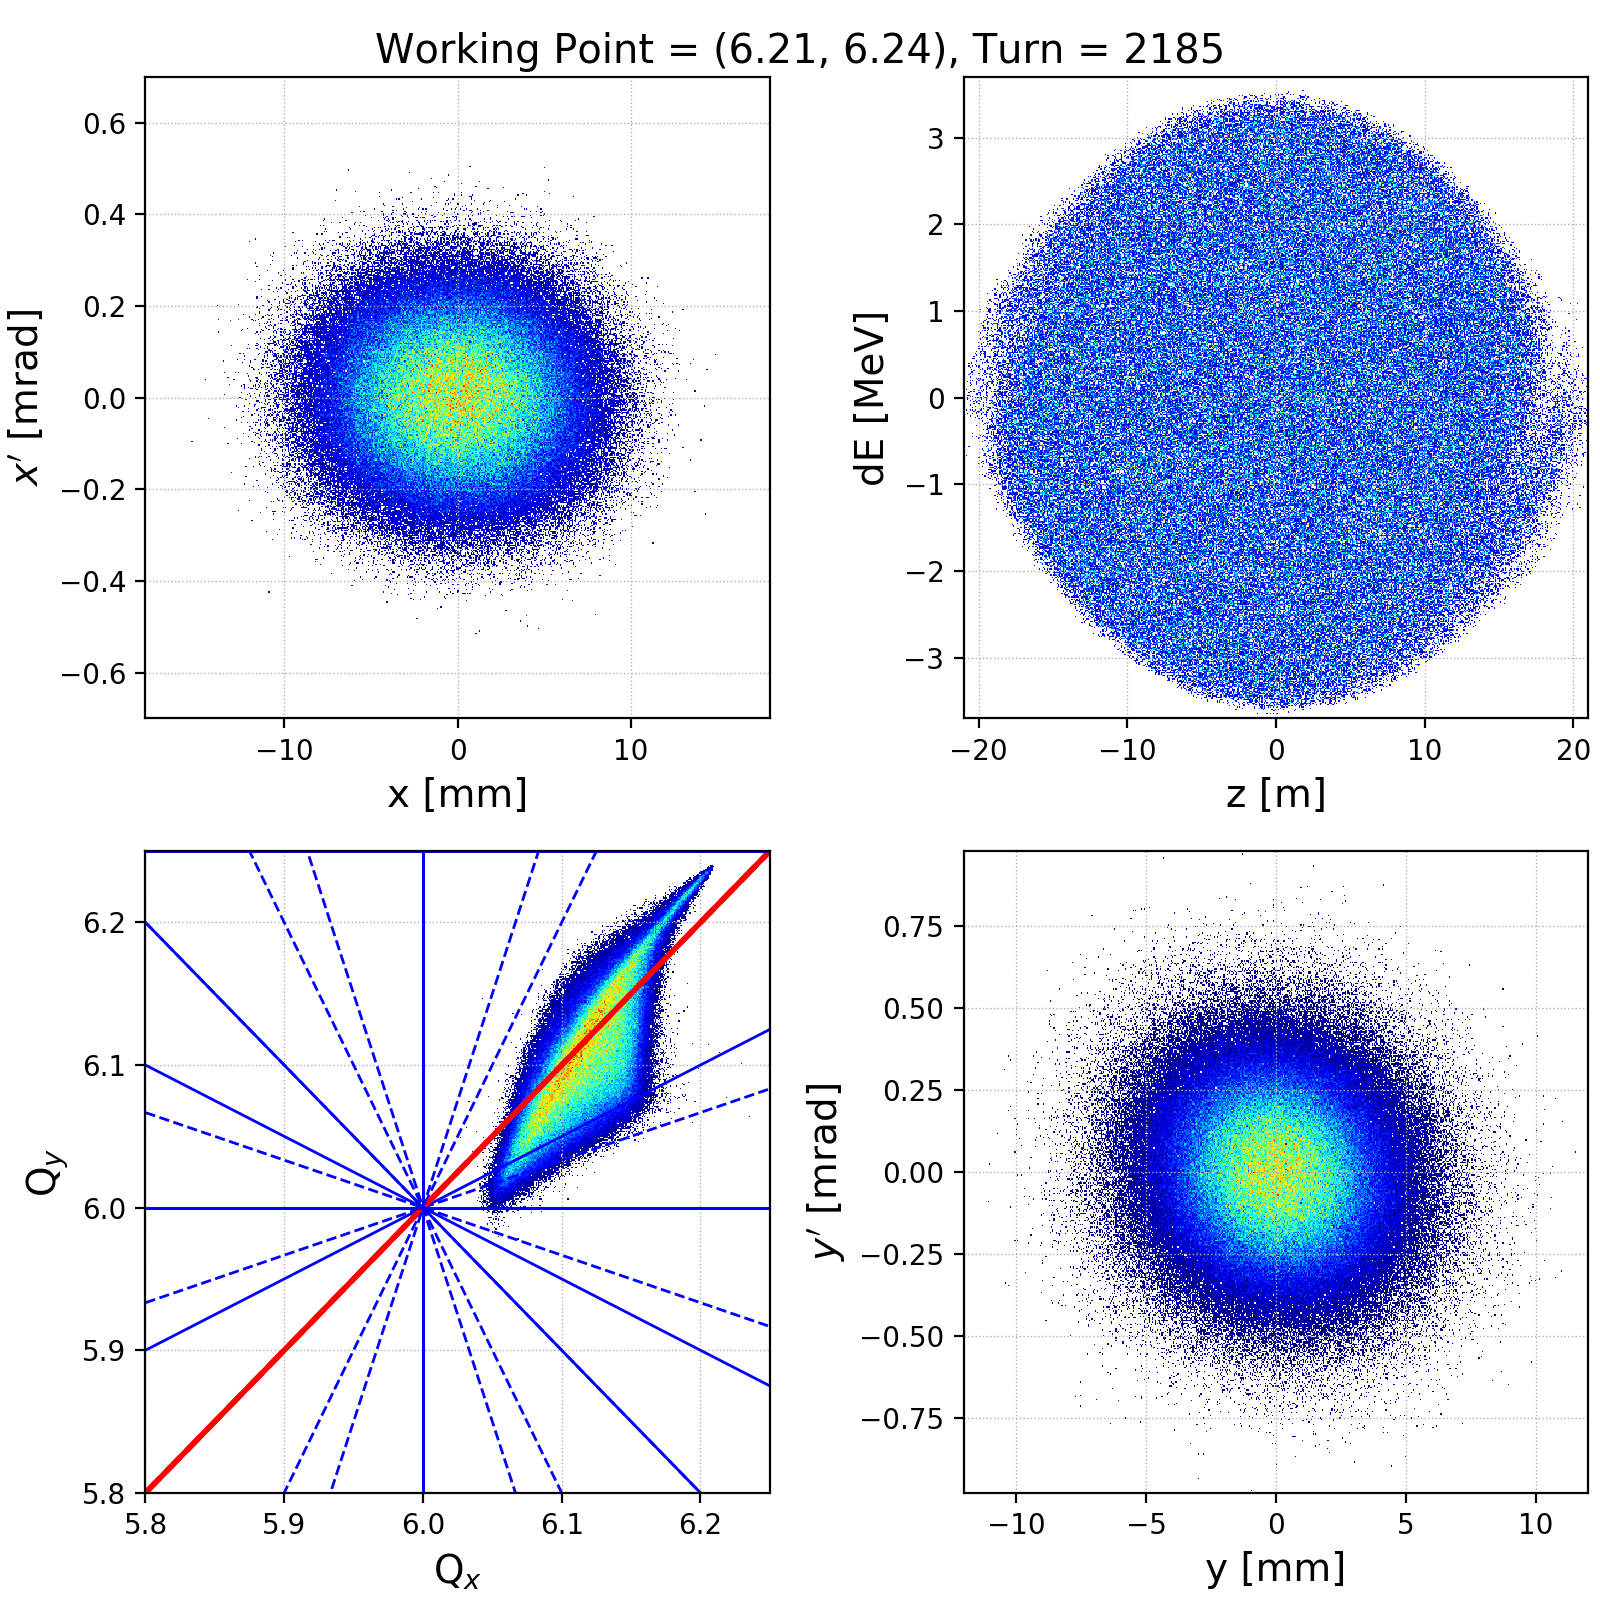 Working Point = (6.21, 6.24), Turn = 2185
0.6
0.4
0.2
0.0
−0.2
−0.4
−0.6
x′ [mrad]
−10 0 10
x [mm]
3
2
1
0
−1
−2
−3
dE [MeV]
−20 −10 0 10 20
z [m]
6.2
6.1
6.0
5.9
5.8
Qy
5.8 5.9 6.0 6.1 6.2
Qx
0.75
0.50
0.25
0.00
−0.25
−0.50
−0.75
y′ [mrad]
−10 −5 0 5 10
y [mm]